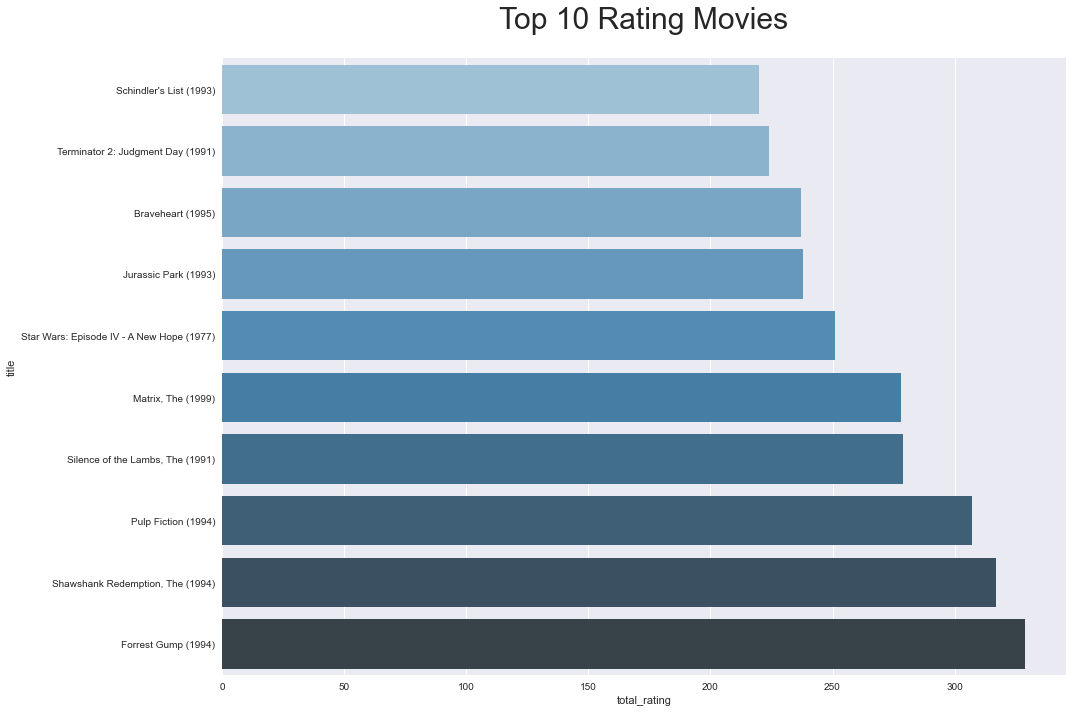 Top 10 Rating Movies
Schindler's List (1993)
Terminator 2: Judgment Day (1991)
Braveheart (1995)
Jurassic Park (1993)
Star Wars: Episode IV - A New Hope (1977)
title
Matrix, The (1999)
Silence of the Lambs, The (1991)
Pulp Fiction (1994)
Shawshank Redemption, The (1994)
Forrest Gump (1994)
0 50 100 150 200 250 300
total_rating